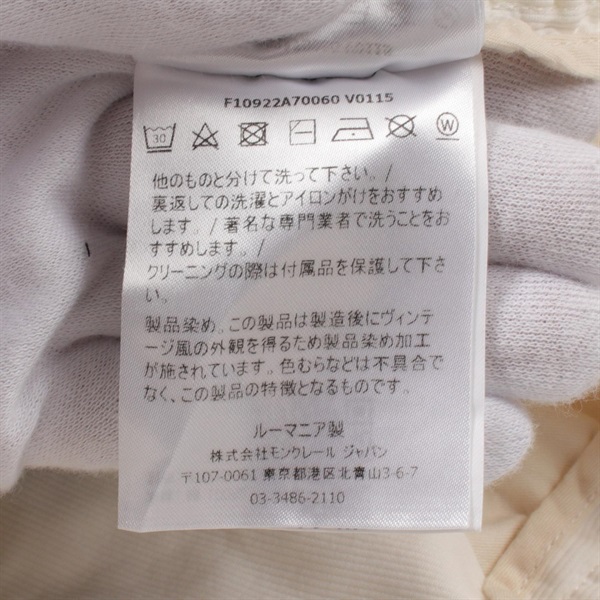 F10922A70060 V0115
30
W
他のものと分けて洗って下さい。/
裏返しての洗濯とアイロンがけをおすすめ
します。/ 著名な専門業者で洗うことをお
すすめします。/
クリーニングの際は付属品を保護して下さ
い。
製品染め。この製品は製造後にヴィンテ
ージ風の外観を得るため製品染め加工
が施されています。色むらなどは不具合で
なく、この製品の特徴となるものです。
ルーマニア製
株式会社モンクレール ジャパン
〒107-0061 東京都港区北青山3-6-7
03-3486-2110